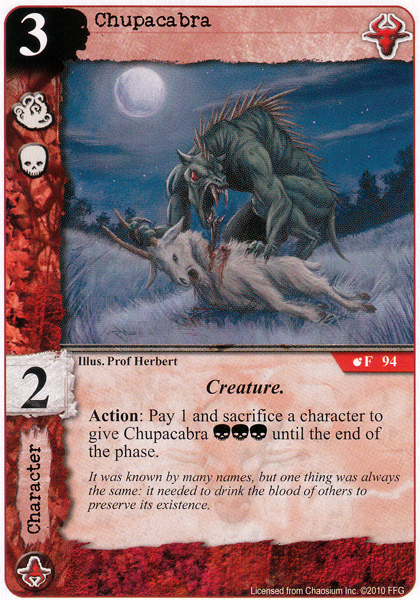 3
Chupacabra
Illus. Prof Herbert
F 94
2
Creature.
Action: Pay 1 and sacrifice a character to
give Chupacabra until the end of
the phase.
It was known by many names, but one thing was always
the same: it needed to drink the blood of others to
preserve its existence.
Character
Licensed from Chaosium Inc. ©2010 FFG